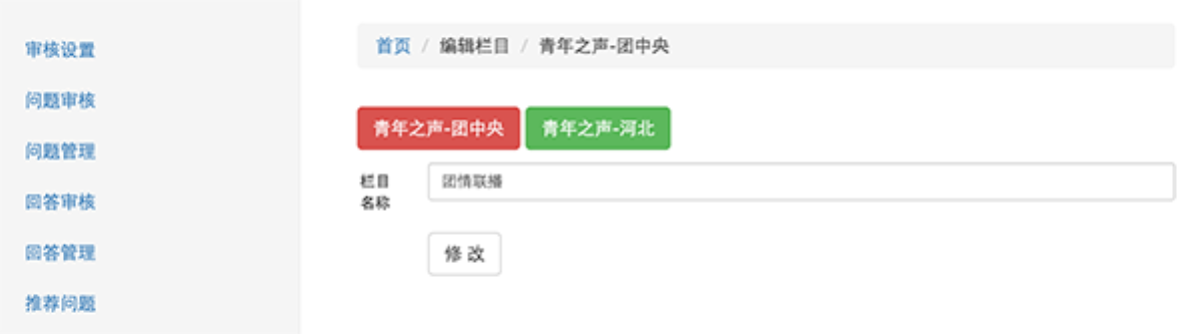 审核设置
问题审核
问题管理
回答审核
回答管理
推荐问题
首页 / 编辑栏目 / 青年之声-团中央
青年之声-团中央 青年之声-河北
栏目
名称
团情联播
修 改